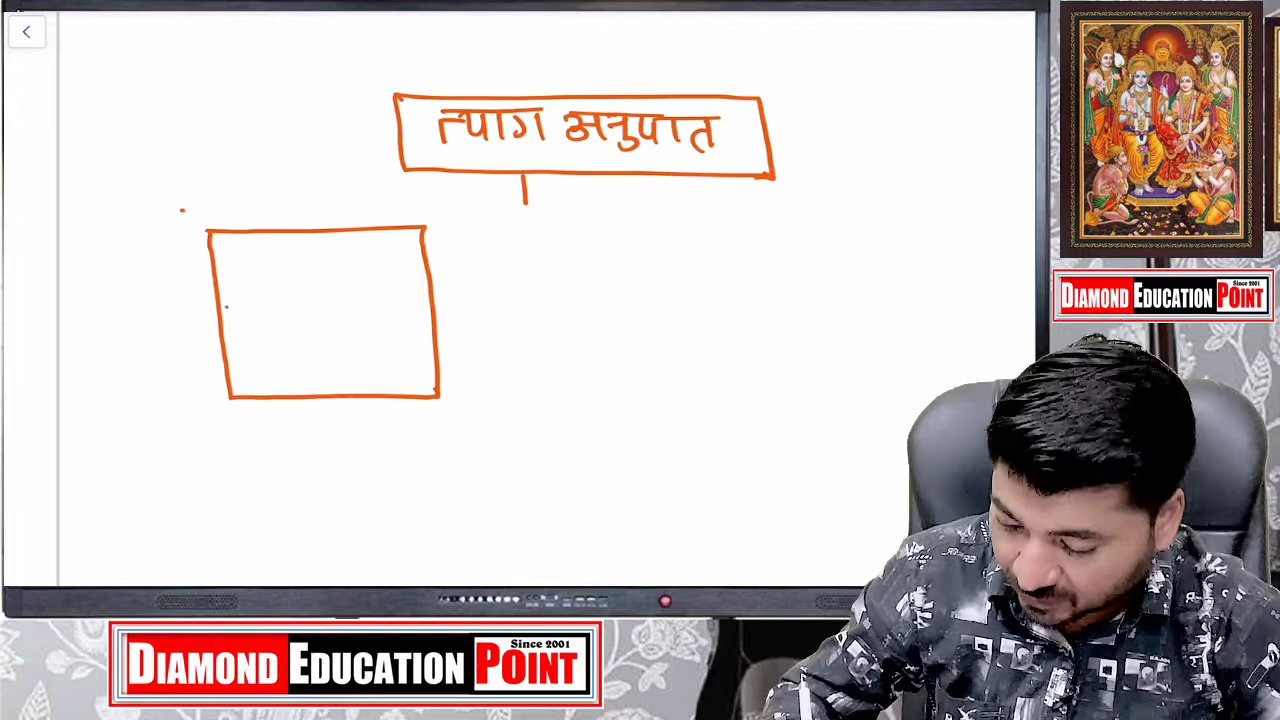 त्याग अनुपात
Since 2001
DIAMOND EDUCATION POINT
Since 2001
DIAMOND EDUCATION POINT